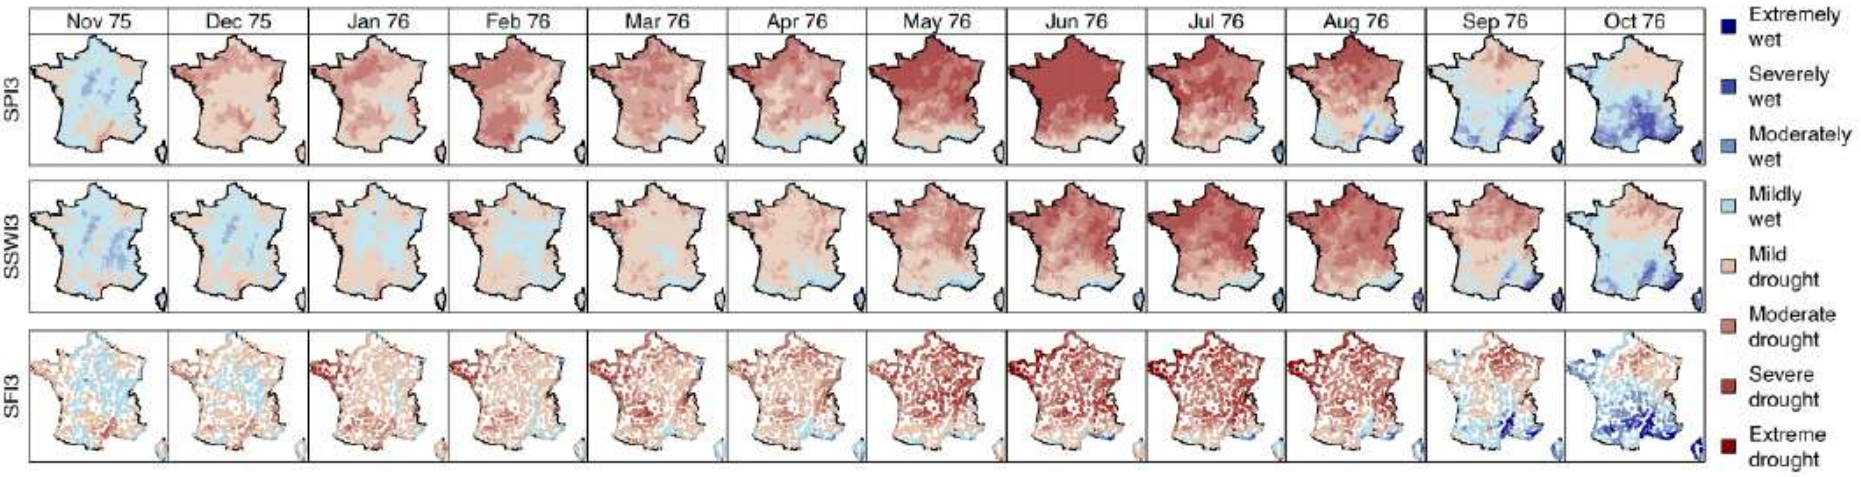 Nov 75 Dec 75 Jan 76 Feb 76 Mar 76 Apr 76 May 76 Jun 76 Jul 76 Aug 76 Sep 76 Oct 76
SPI3
SSWI3
SFI3
Extremely
wet
Severely
wet
Moderately
wet
Mildly
wet
Mild
drought
Moderate
drought
Severe
drought
Extreme
drought